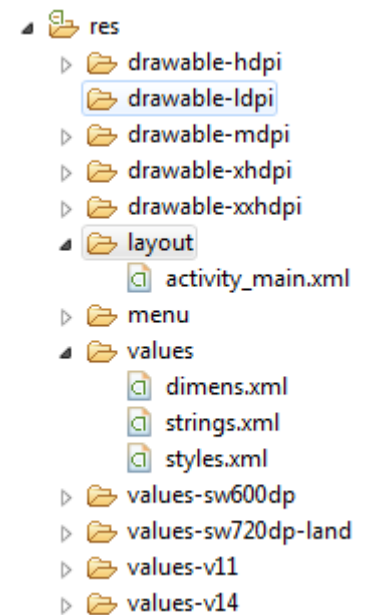 res
drawable-hdpi
drawable-ldpi
drawable-mdpi
drawable-xhdpi
drawable-xxhdpi
layout
activity_main.xml
menu
values
dimens.xml
strings.xml
styles.xml
values-sw600dp
values-sw720dp-land
values-v11
values-v14